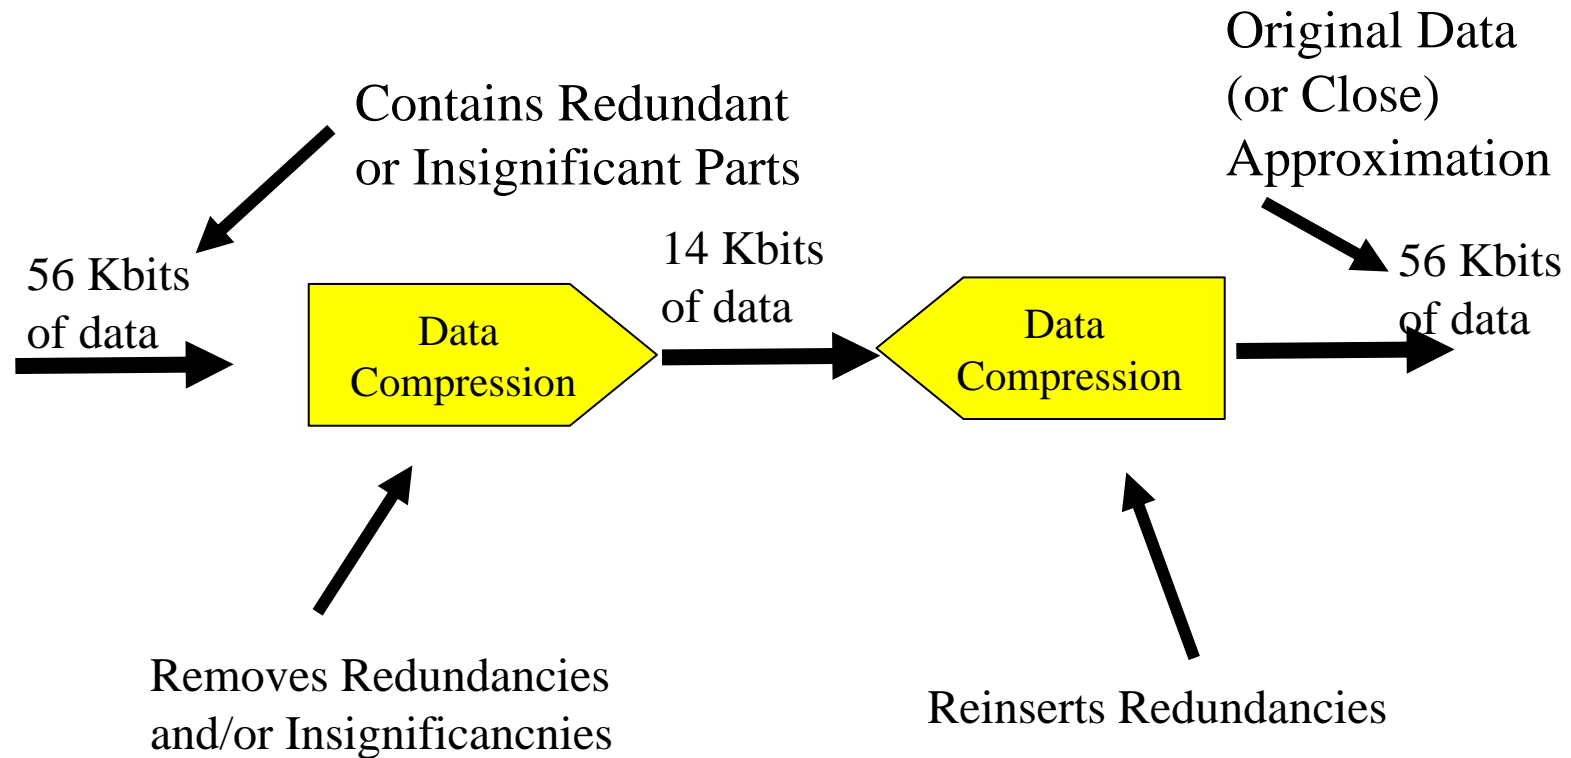 Original Data
(or Close)
Approximation
Contains Redundant
or Insignificant Parts
56 Kbits
of data
14 Kbits
of data
56 Kbits
of data
Data
Compression
Data
Compression
Removes Redundancies
and/or Insignificancnies
Reinserts Redundancies